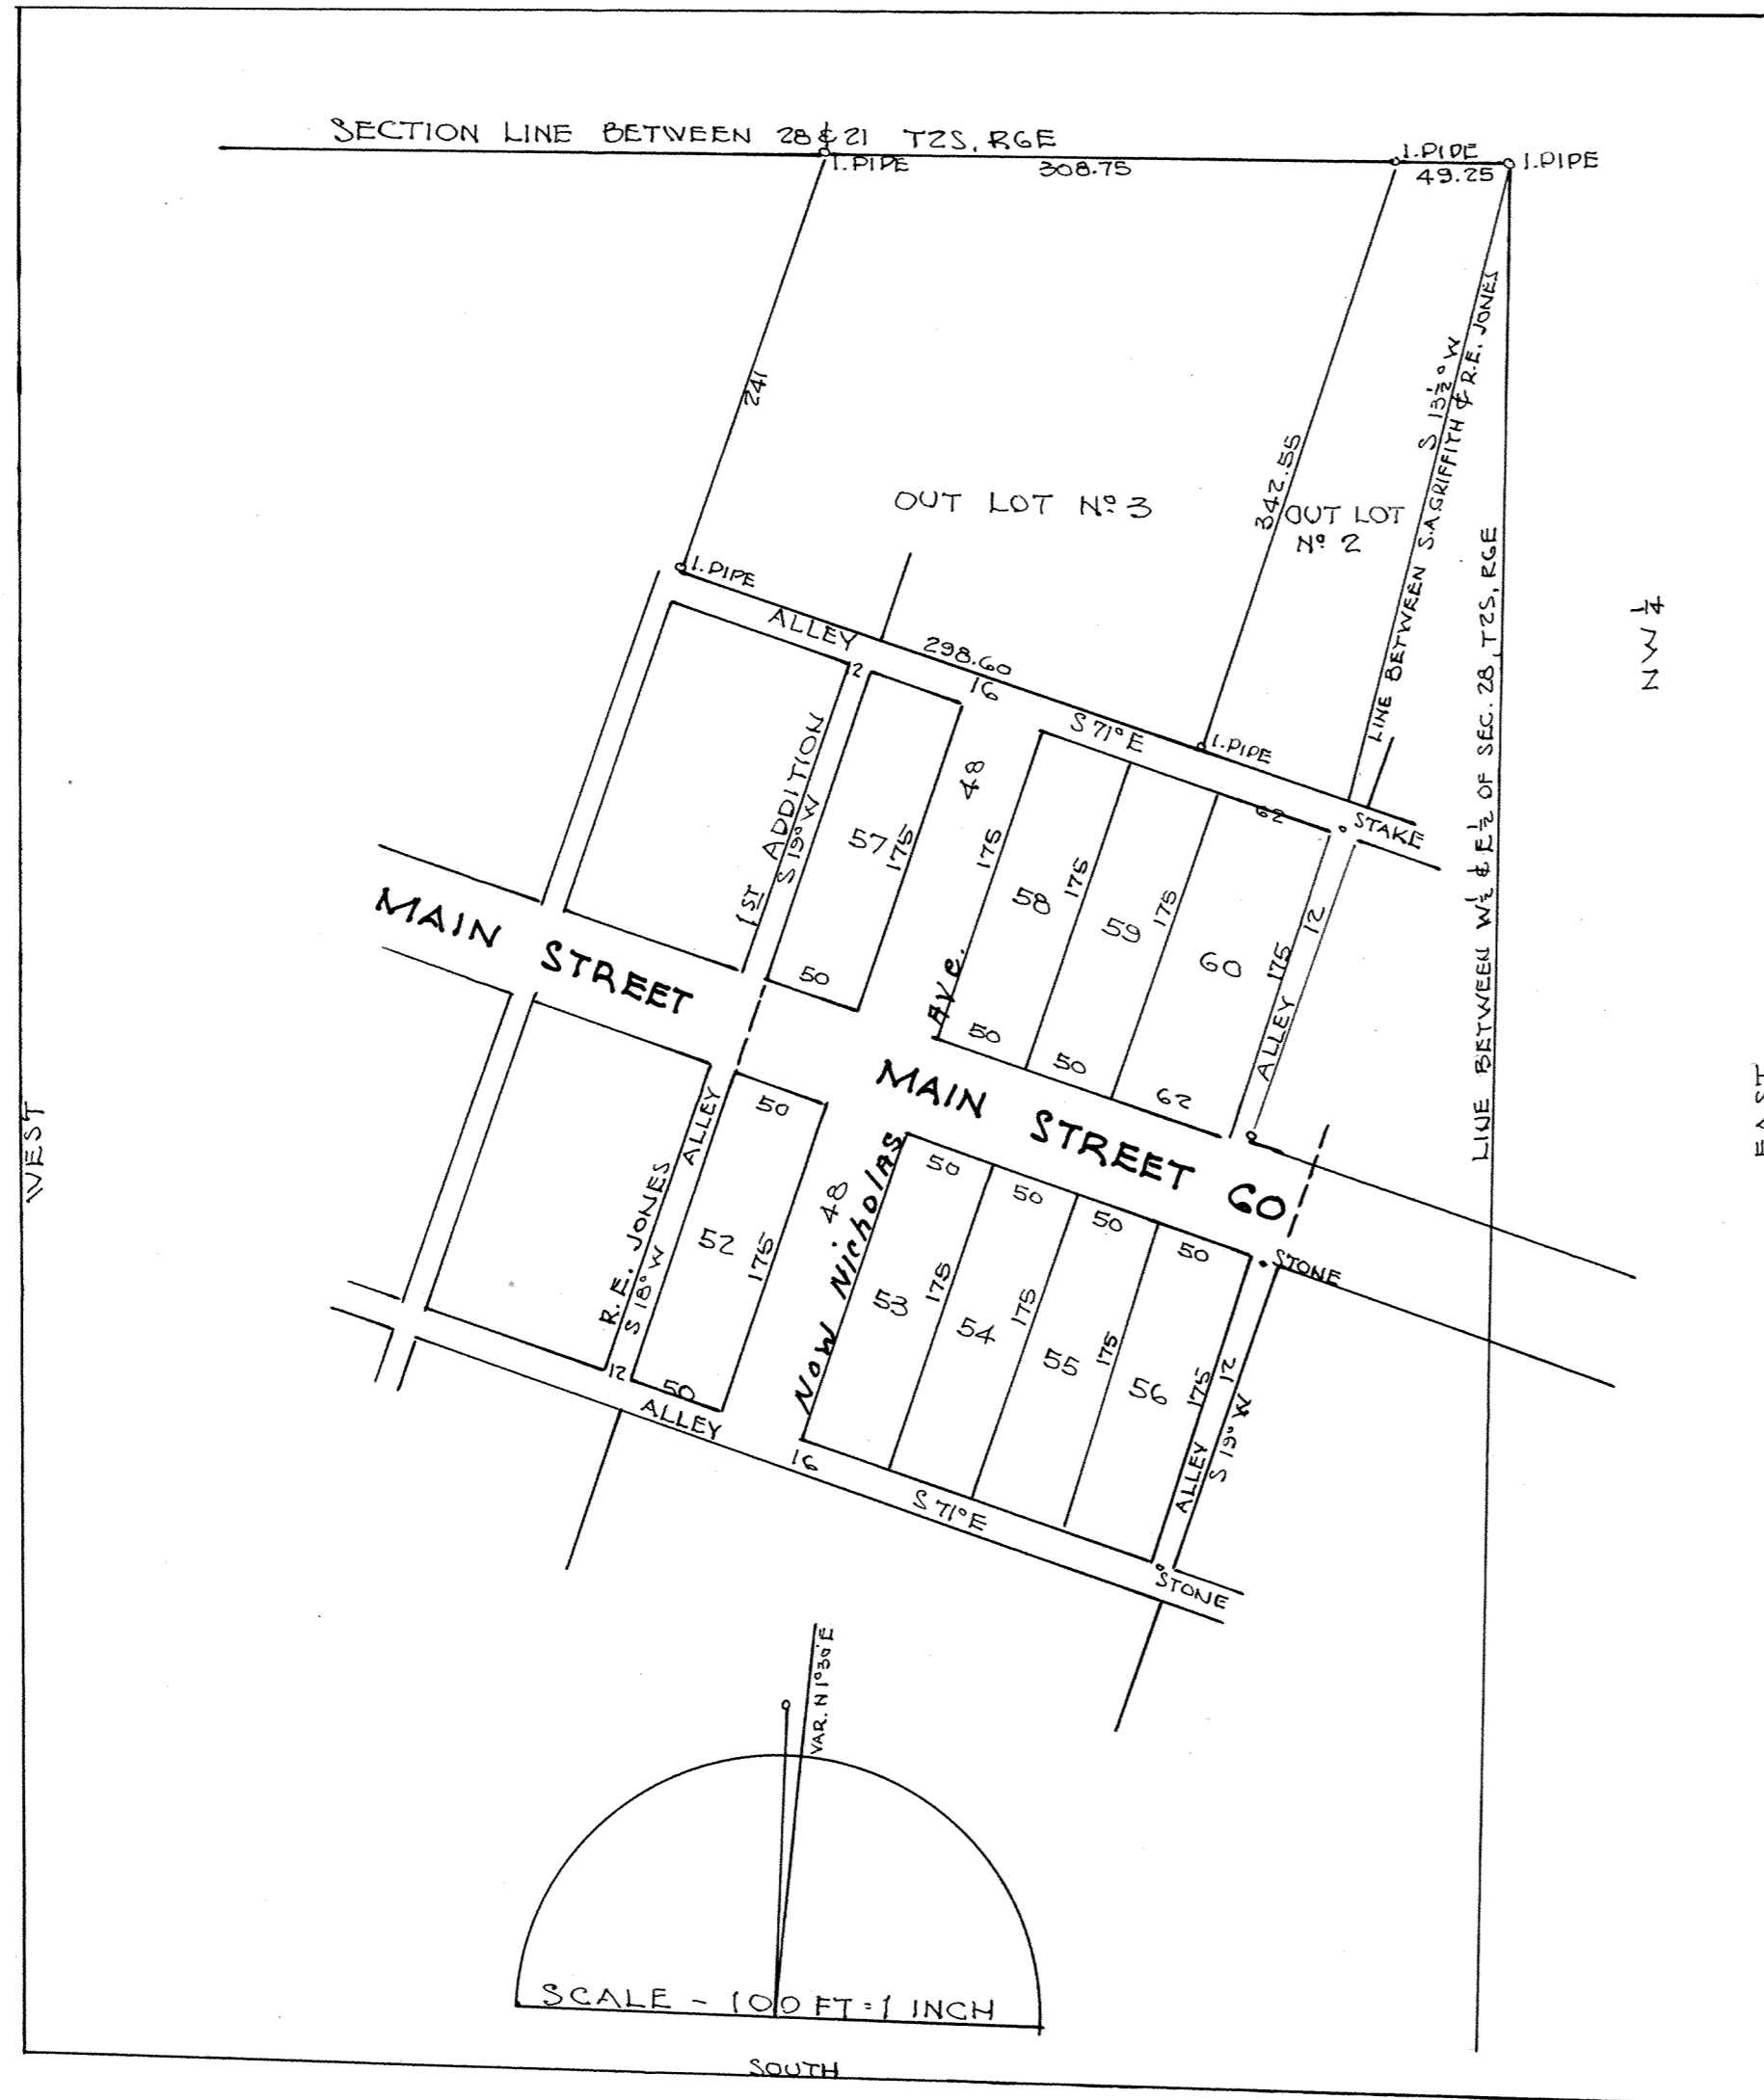 SECTION LINE BETWEEN 28 & 21 T2S, R6E
I. PIPE
308.75
I. PIPE
49.25
I. PIPE
241
342.55
S 13½° W
LINE BETWEEN S.A. GRIFFITH & R.E. JONES
OUT LOT Nº 3
OUT LOT
Nº 2
LINE BETWEEN W½ & E½ OF SEC. 28, T2S, R6E
NW ¼
I. PIPE
ALLEY
298.60
12
16
S 71° E
I. PIPE
STAKE
62
1ST ADDITION
S 19° W
57
175
48
175
58
175
59
175
60
175
12
ALLEY
50
Ave.
50
50
62
MAIN STREET
MAIN STREET 60
WEST
EAST
ALLEY
50
R.E. JONES
S 18° W
52
175
48
Now Nicholas
50
50
50
50
STONE
53
175
54
175
55
175
56
175
12
ALLEY
S 19° W
12
50
ALLEY
16
S 71° E
STONE
VAR. N 1°30' E
SCALE - 100 FT = 1 INCH
SOUTH